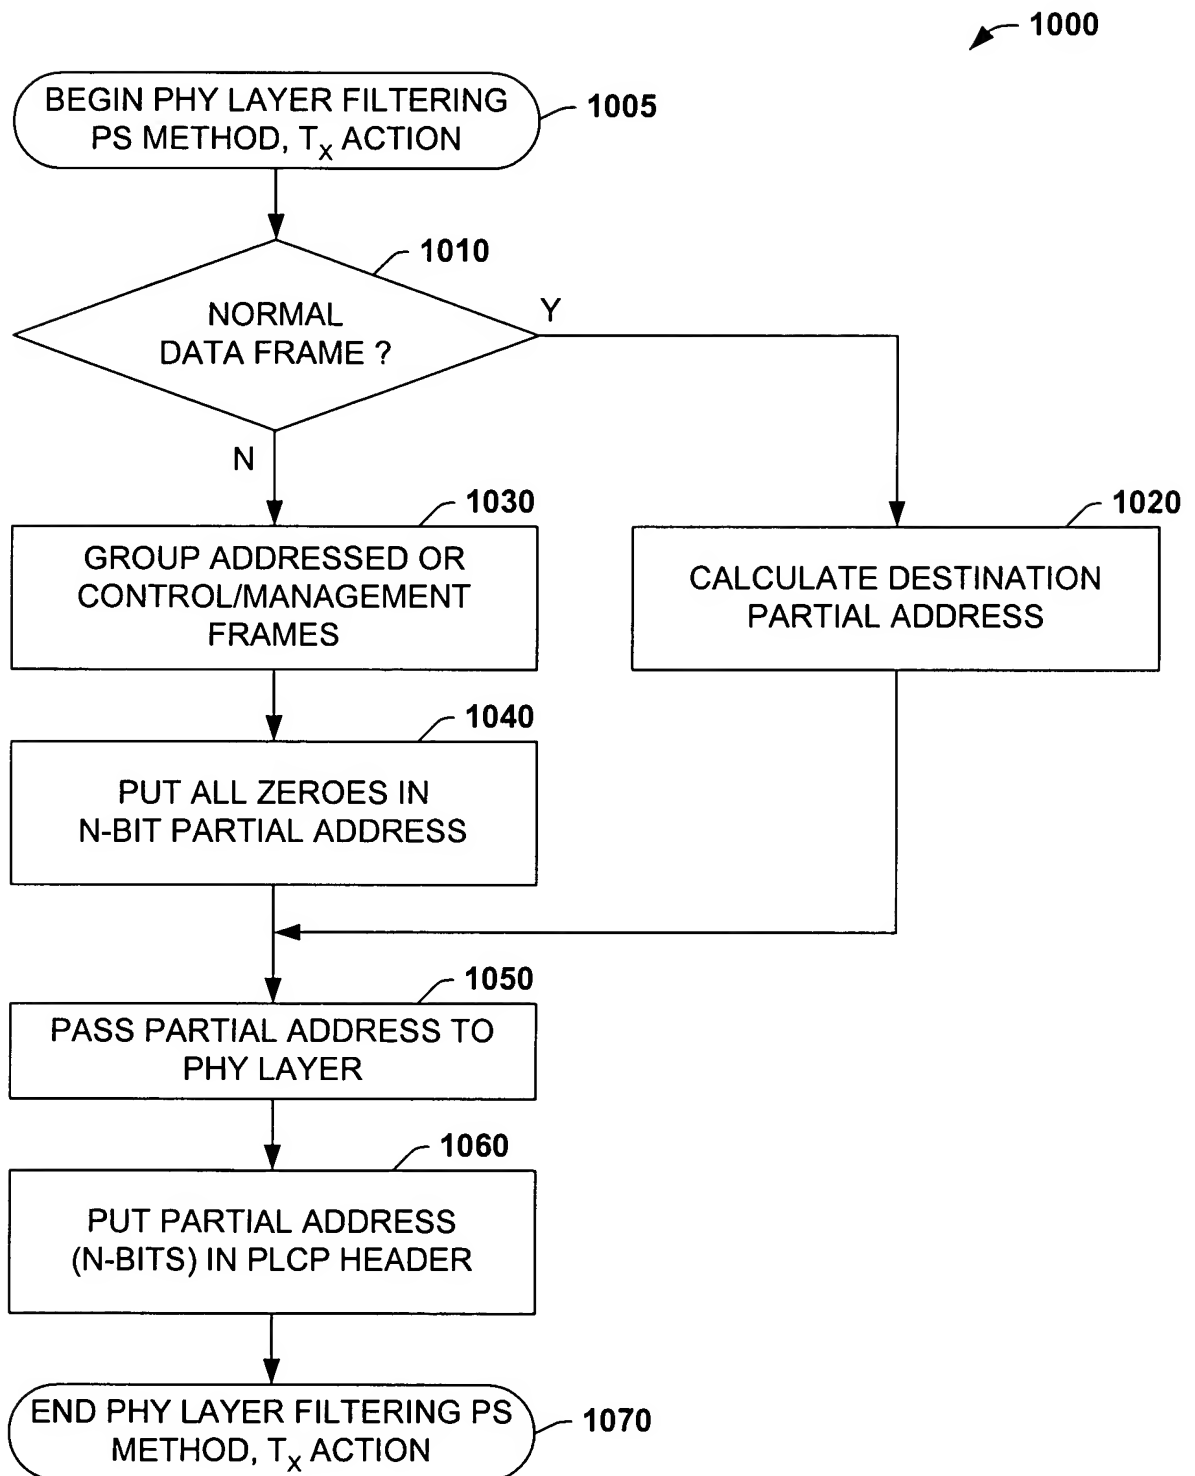 1000
BEGIN PHY LAYER FILTERING
PS METHOD, TX ACTION
1005
1010
NORMAL
DATA FRAME ?
Y
N
1030
GROUP ADDRESSED OR
CONTROL/MANAGEMENT
FRAMES
1020
CALCULATE DESTINATION
PARTIAL ADDRESS
1040
PUT ALL ZEROES IN
N-BIT PARTIAL ADDRESS
1050
PASS PARTIAL ADDRESS TO
PHY LAYER
1060
PUT PARTIAL ADDRESS
(N-BITS) IN PLCP HEADER
END PHY LAYER FILTERING PS
METHOD, TX ACTION
1070